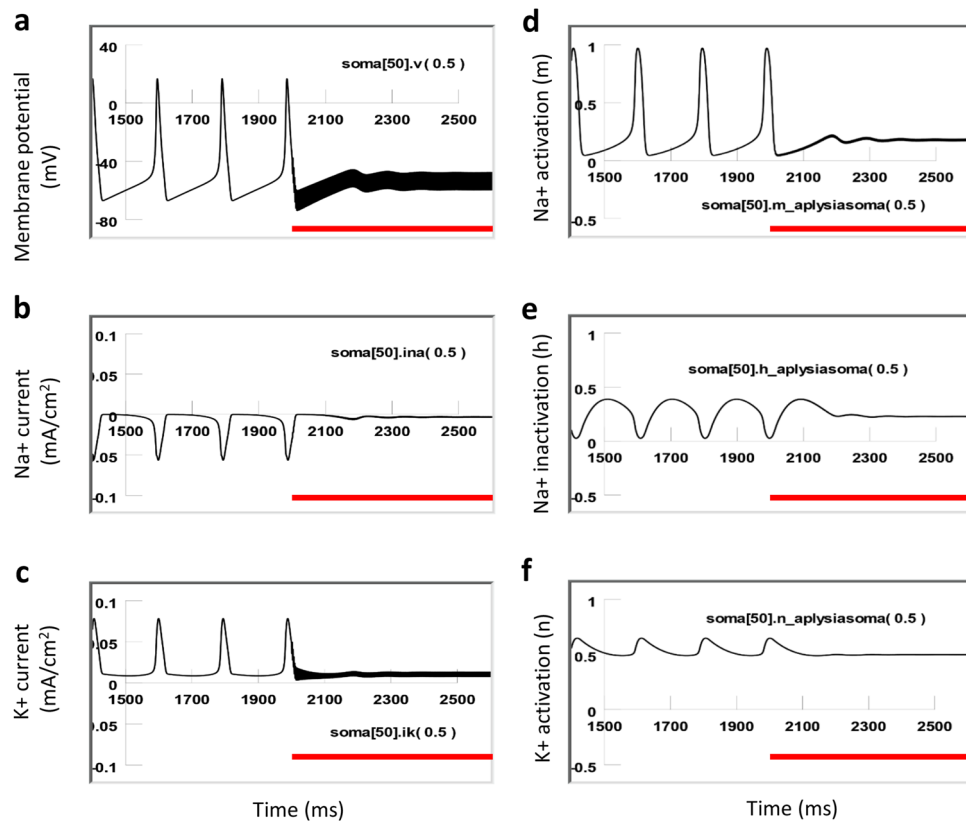 a
Membrane potential
(mV)
40
soma[50].v( 0.5 )
0
1500 1700 1900 2100 2300 2500
-40
-80
b
Na+ current
(mA/cm²)
0.1
soma[50].ina( 0.5 )
0.05
0
1500 1700 1900 2100 2300 2500
0.05
-0.1
c
K+ current
(mA/cm²)
0.1
0.05
0
1500 1700 1900 2100 2300 2500
soma[50].ik( 0.5 )
0.05
-0.1
Time (ms)
d
Na+ activation (m)
1
0.5
0
1500 1700 1900 2100 2300 2500
soma[50].m_aplysiasoma( 0.5 )
-0.5
e
Na+ inactivation (h)
1
soma[50].h_aplysiasoma( 0.5 )
0.5
0
1500 1700 1900 2100 2300 2500
-0.5
f
K+ activation (n)
1
soma[50].n_aplysiasoma( 0.5 )
0.5
0
1500 1700 1900 2100 2300 2500
-0.5
Time (ms)